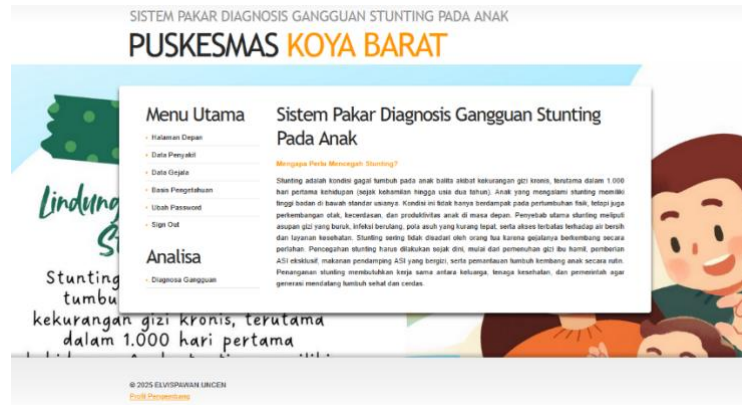 SISTEM PAKAR DIAGNOSIS GANGGUAN STUNTING PADA ANAK
PUSKESMAS KOYA BARAT
Menu Utama
Halaman Depan
Data Penyakit
Data Gejala
Basis Pengetahuan
Ubah Password
Sign Out
Analisa
Diagnosa Gangguan
Sistem Pakar Diagnosis Gangguan Stunting
Pada Anak
Mengapa Perlu Mencegah Stunting?
Stunting adalah kondisi gagal tumbuh pada anak balita akibat kekurangan gizi kronis, terutama dalam 1.000
hari pertama kehidupan (sejak kehamilan hingga usia dua tahun). Anak yang mengalami stunting memiliki
tinggi badan di bawah standar usianya. Kondisi ini tidak hanya berdampak pada pertumbuhan fisik, tetapi juga
perkembangan otak, kecerdasan, dan produktivitas anak di masa depan. Penyebab utama stunting meliputi
asupan gizi yang buruk, infeksi berulang, pola asuh yang kurang tepat, serta akses terbatas terhadap air bersih
dan layanan kesehatan. Stunting sering tidak disadari oleh orang tua karena gejalanya berkembang secara
perlahan. Pencegahan stunting harus dilakukan sejak dini, mulai dari pemenuhan gizi ibu hamil, pemberian
ASI eksklusif, makanan pendamping ASI yang bergizi, serta pemantauan tumbuh kembang anak secara rutin.
Penanganan stunting membutuhkan kerja sama antara keluarga, tenaga kesehatan, dan pemerintah agar
generasi mendatang tumbuh sehat dan cerdas.
Lindung
S
Stunting
tumbu
kekurangan gizi kronis, terutama
dalam 1.000 hari pertama
© 2025 ELVISPAWAN UNCEN
Profil Pengembang